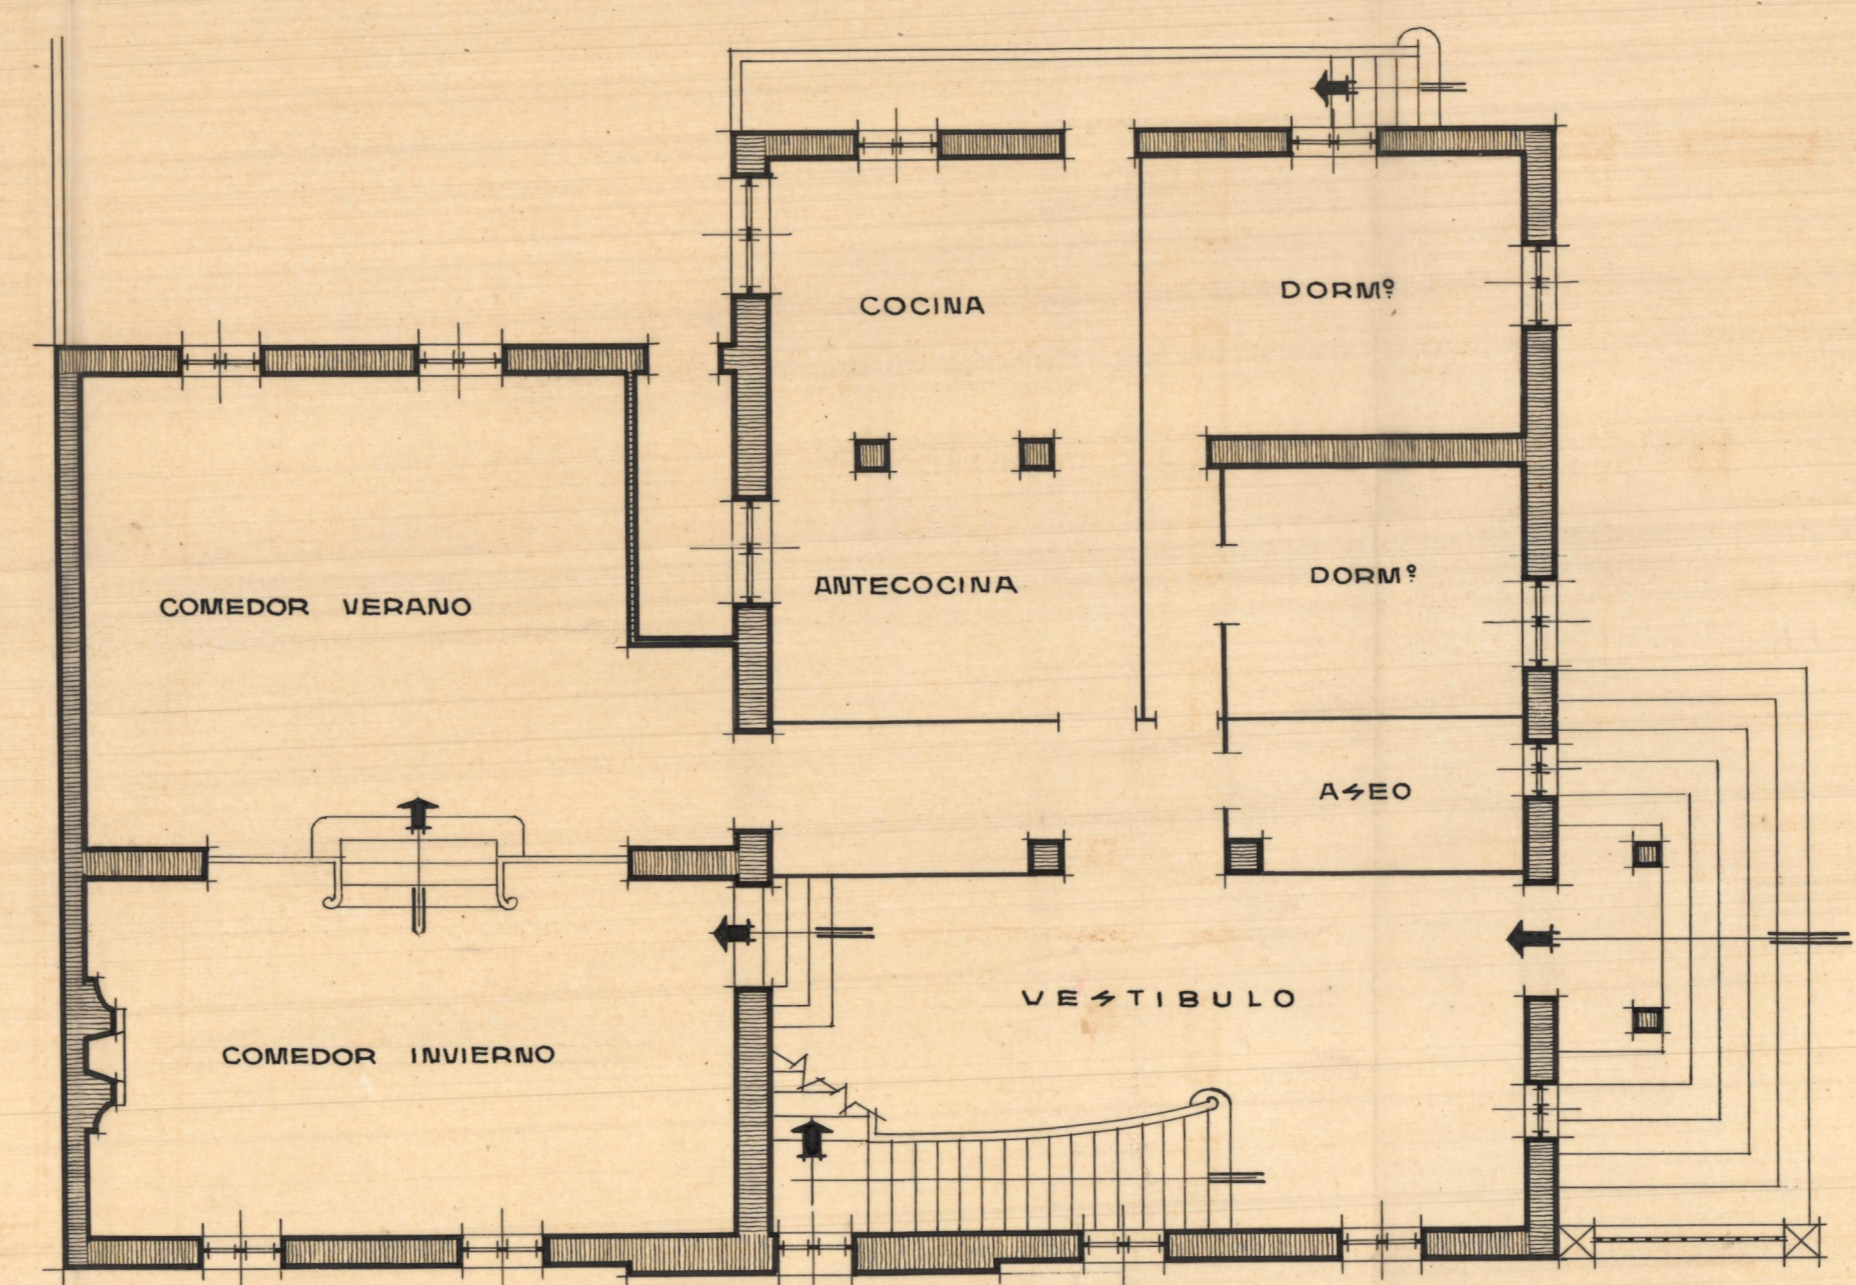 COCINA
DORMº
ANTECOCINA
DORMº
COMEDOR VERANO
ASEO
VESTIBULO
COMEDOR INVIERNO